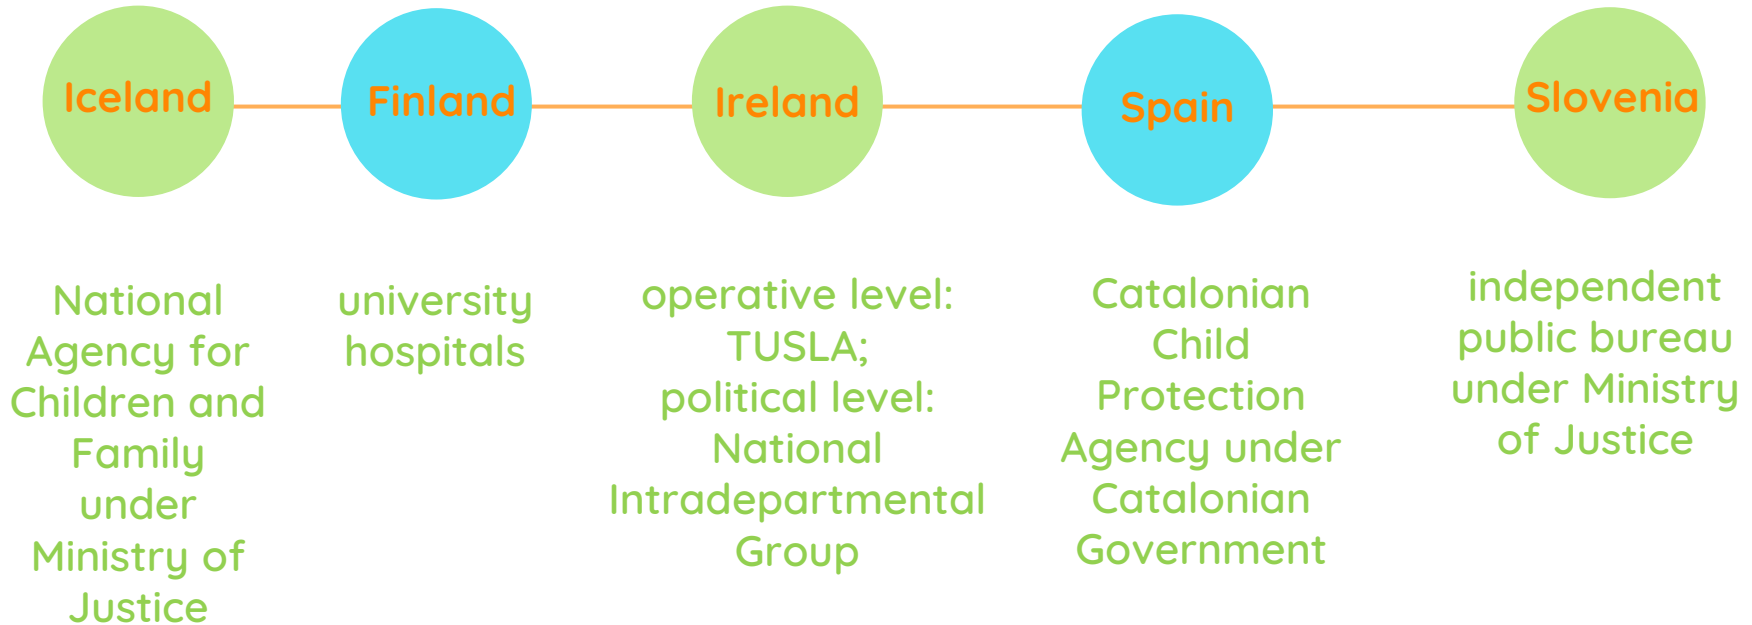 Iceland
Finland
Ireland
Spain
Slovenia
National
Agency for
Children and
Family
under
Ministry of
Justice
university
hospitals
operative level:
TUSLA;
political level:
National
Intradepartmental
Group
Catalonian
Child
Protection
Agency under
Catalonian
Government
independent
public bureau
under Ministry
of Justice